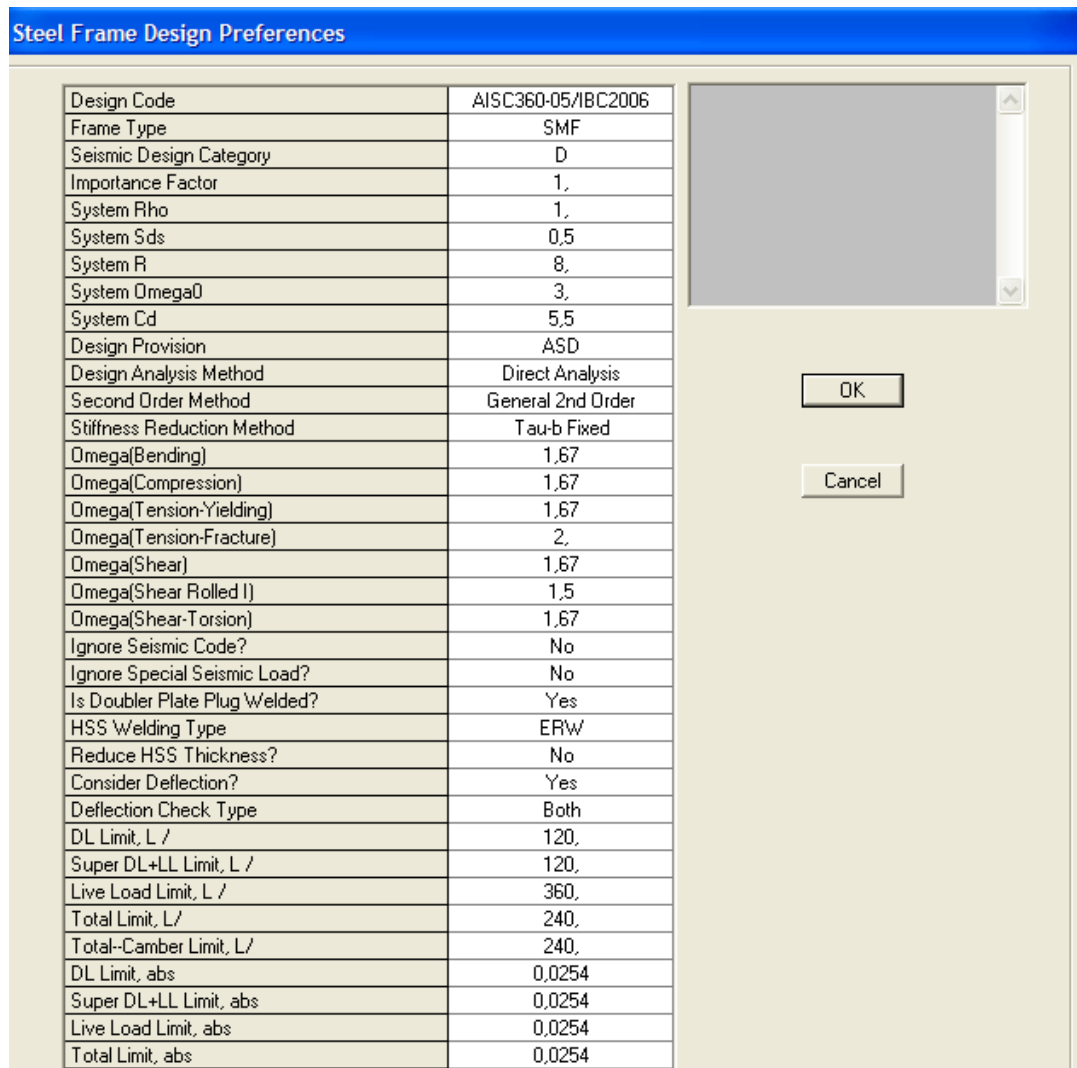 Steel Frame Design Preferences
Design Code AISC360-05/IBC2006
Frame Type SMF
Seismic Design Category D
Importance Factor 1,
System Rho 1,
System Sds 0,5
System R 8,
System Omega0 3,
System Cd 5,5
Design Provision ASD
Design Analysis Method Direct Analysis
Second Order Method General 2nd Order
Stiffness Reduction Method Tau-b Fixed
Omega(Bending) 1,67
Omega(Compression) 1,67
Omega(Tension-Yielding) 1,67
Omega(Tension-Fracture) 2,
Omega(Shear) 1,67
Omega(Shear Rolled I) 1,5
Omega(Shear-Torsion) 1,67
Ignore Seismic Code? No
Ignore Special Seismic Load? No
Is Doubler Plate Plug Welded? Yes
HSS Welding Type ERW
Reduce HSS Thickness? No
Consider Deflection? Yes
Deflection Check Type Both
DL Limit, L / 120,
Super DL+LL Limit, L / 120,
Live Load Limit, L / 360,
Total Limit, L/ 240,
Total--Camber Limit, L/ 240,
DL Limit, abs 0,0254
Super DL+LL Limit, abs 0,0254
Live Load Limit, abs 0,0254
Total Limit, abs 0,0254
OK
Cancel